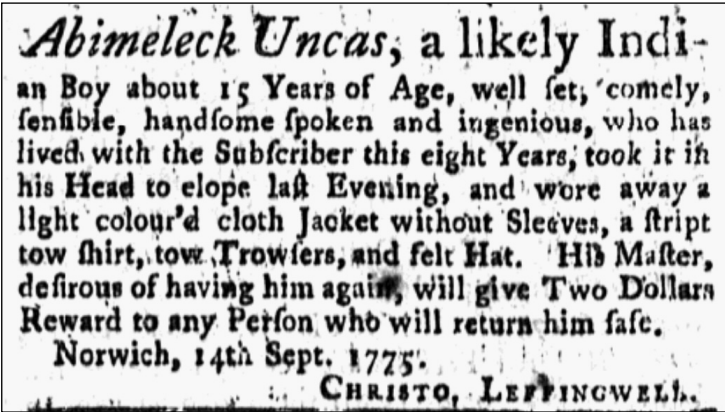 Abimeleck Uncas, a likely Indi-
an Boy about 15 Years of Age, well ſet, comely,
ſenſible, handſome ſpoken and ingenious, who has
lived with the Subſcriber this eight Years, took it in
his Head to elope laſt Evening, and wore away a
light colour'd cloth Jacket without Sleeves, a ſtript
tow ſhirt, tow Trowſers, and felt Hat. His Maſter,
deſirous of having him again, will give Two Dollars
Reward to any Perſon who will return him ſafe.
Norwich, 14th Sept. 1775.
CHRISTO, LEFFINGWELL.